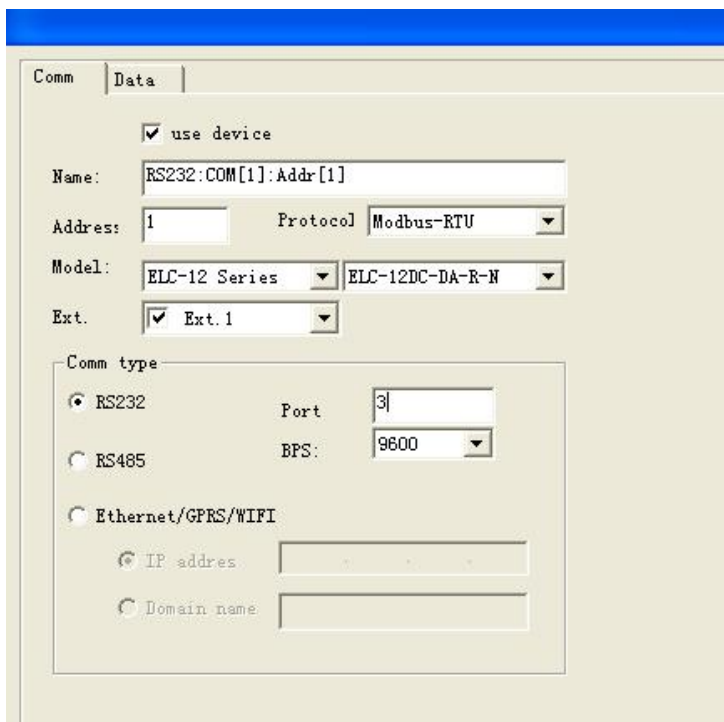 Comm Data
use device
Name: RS232:COM[1]:Addr[1]
Address 1 Protocol Modbus-RTU
Model: ELC-12 Series ELC-12DC-DA-R-N
Ext. Ext.1
Comm type
RS232 Port 3
RS485 BPS: 9600
Ethernet/GPRS/WIFI
IP addres
Domain name